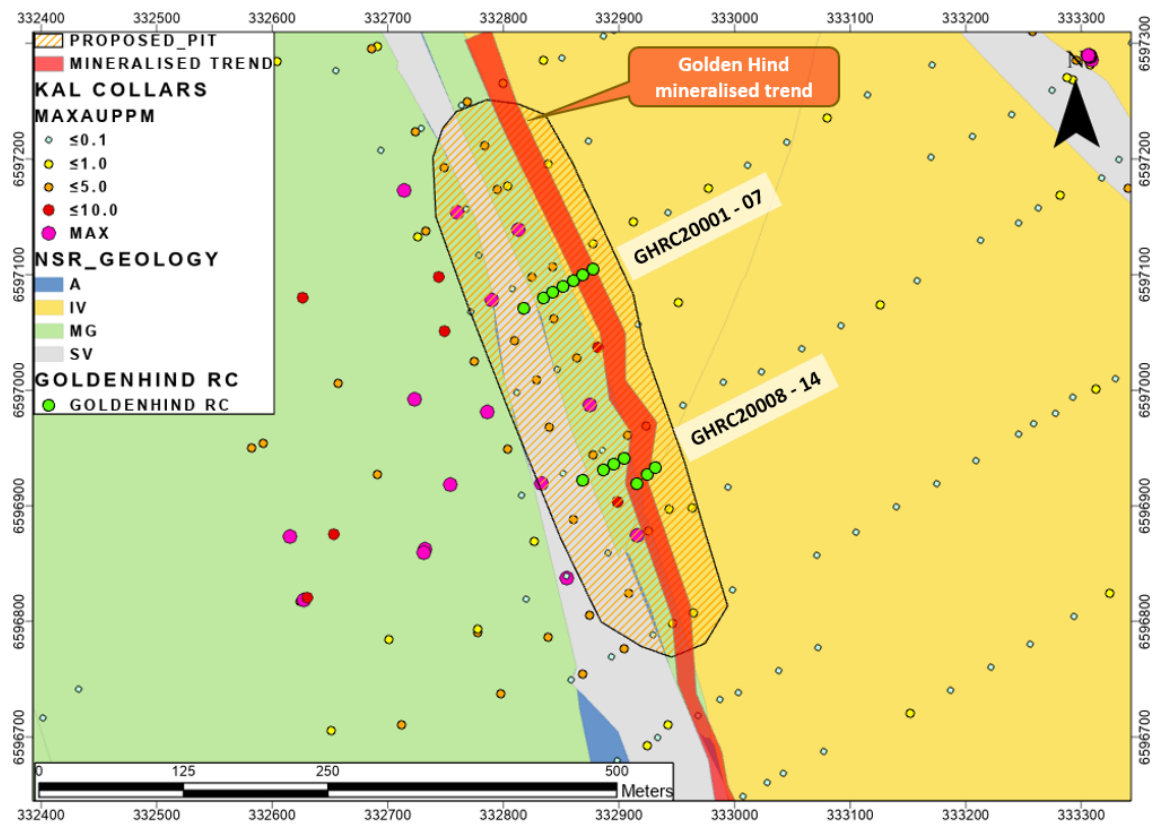 332400 332500 332600 332700 332800 332900 333000 333100 333200 333300
PROPOSED_PIT
MINERALISED TREND
KAL COLLARS
MAXAUPPM
≤0.1
≤1.0
≤5.0
≤10.0
MAX
NSR_GEOLOGY
A
IV
MG
SV
GOLDENHIND RC
GOLDENHIND RC
Golden Hind
mineralised trend
N
GHRC20001 - 07
GHRC20008 - 14
6597200
6597100
6597000
6596900
6596800
6596700
6597300
6597200
6597100
6597000
6596900
6596800
6596700
0 125 250 500
Meters
332400 332500 332600 332700 332800 332900 333000 333100 333200 333300